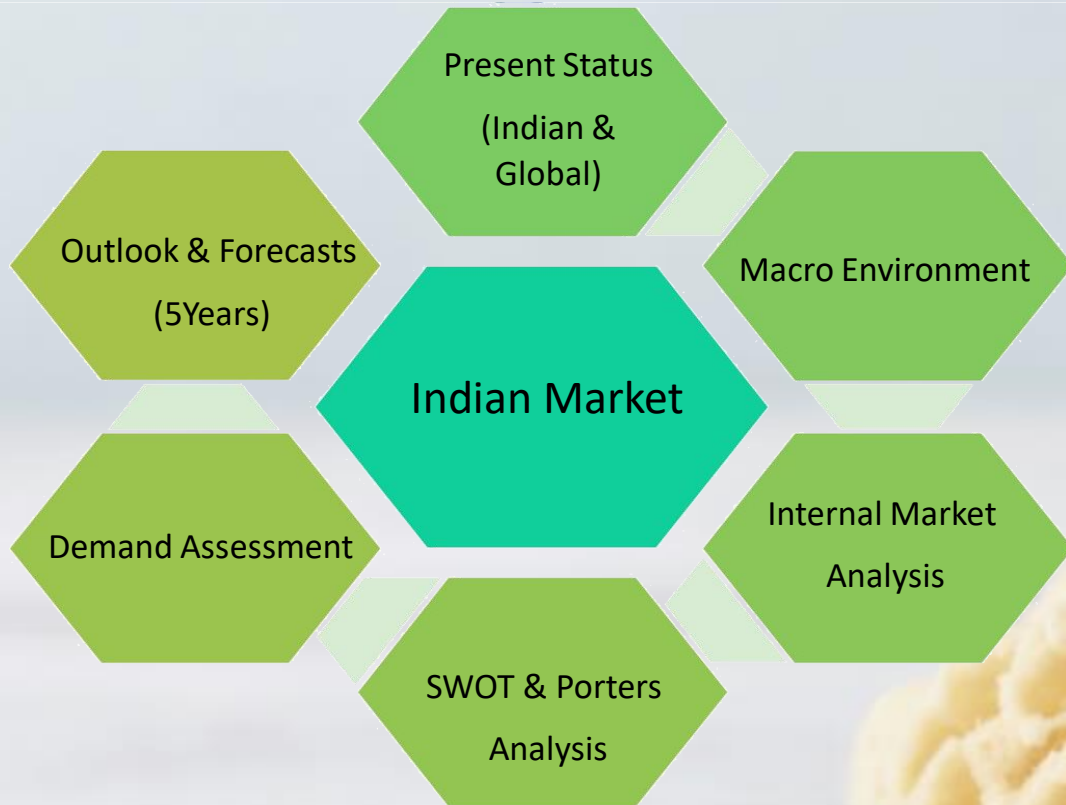 Present Status
(Indian &
Global)
Macro Environment
Internal Market
Analysis
SWOT & Porters
Analysis
Demand Assessment
Outlook & Forecasts
(5Years)
Indian Market